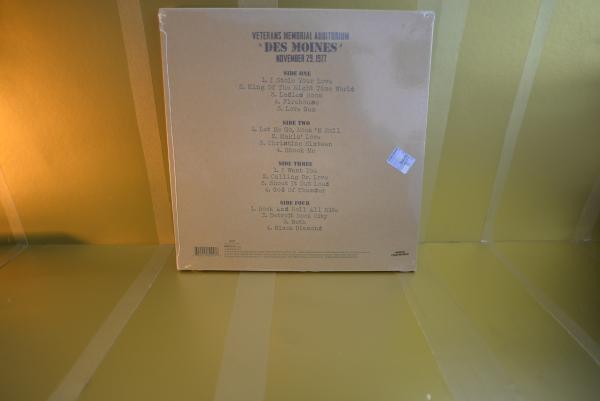 VETERANS MEMORIAL AUDITORIUM
"DES MOINES"
NOVEMBER 29, 1977
SIDE ONE
1. I Stole Your Love
2. King Of The Night Time World
3. Ladies Room
4. Firehouse
5. Love Gun
SIDE TWO
1. Let Me Go, Rock 'N Roll
2. Makin' Love
3. Christine Sixteen
4. Shock Me
SIDE THREE
1. I Want You
2. Calling Dr. Love
3. Shout It Out Loud
4. God Of Thunder
SIDE FOUR
1. Rock And Roll All Nite
2. Detroit Rock City
3. Beth
4. Black Diamond